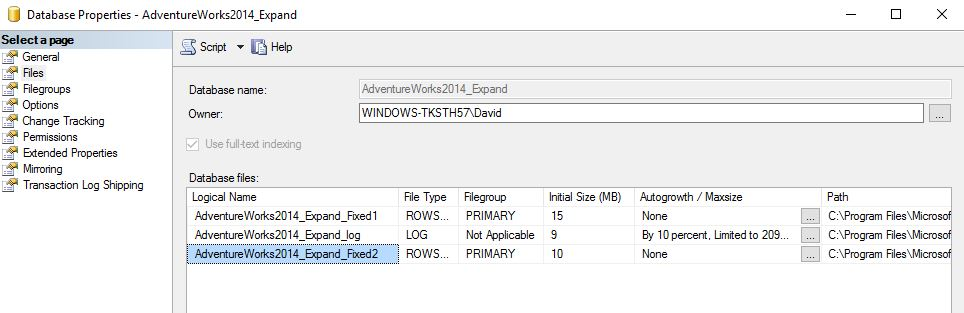 Database Properties - AdventureWorks2014_Expand
Select a page
General
Files
Filegroups
Options
Change Tracking
Permissions
Extended Properties
Mirroring
Transaction Log Shipping
Script Help
Database name: AdventureWorks2014_Expand
Owner: WINDOWS-TKSTH57\David ...
Use full-text indexing
Database files:
Logical Name File Type Filegroup Initial Size (MB) Autogrowth / Maxsize Path
AdventureWorks2014_Expand_Fixed1 ROWS... PRIMARY 15 None ... C:\Program Files\Microsof
AdventureWorks2014_Expand_log LOG Not Applicable 9 By 10 percent, Limited to 209... ... C:\Program Files\Microsof
AdventureWorks2014_Expand_Fixed2 ROWS... PRIMARY 10 None ... C:\Program Files\Microsof